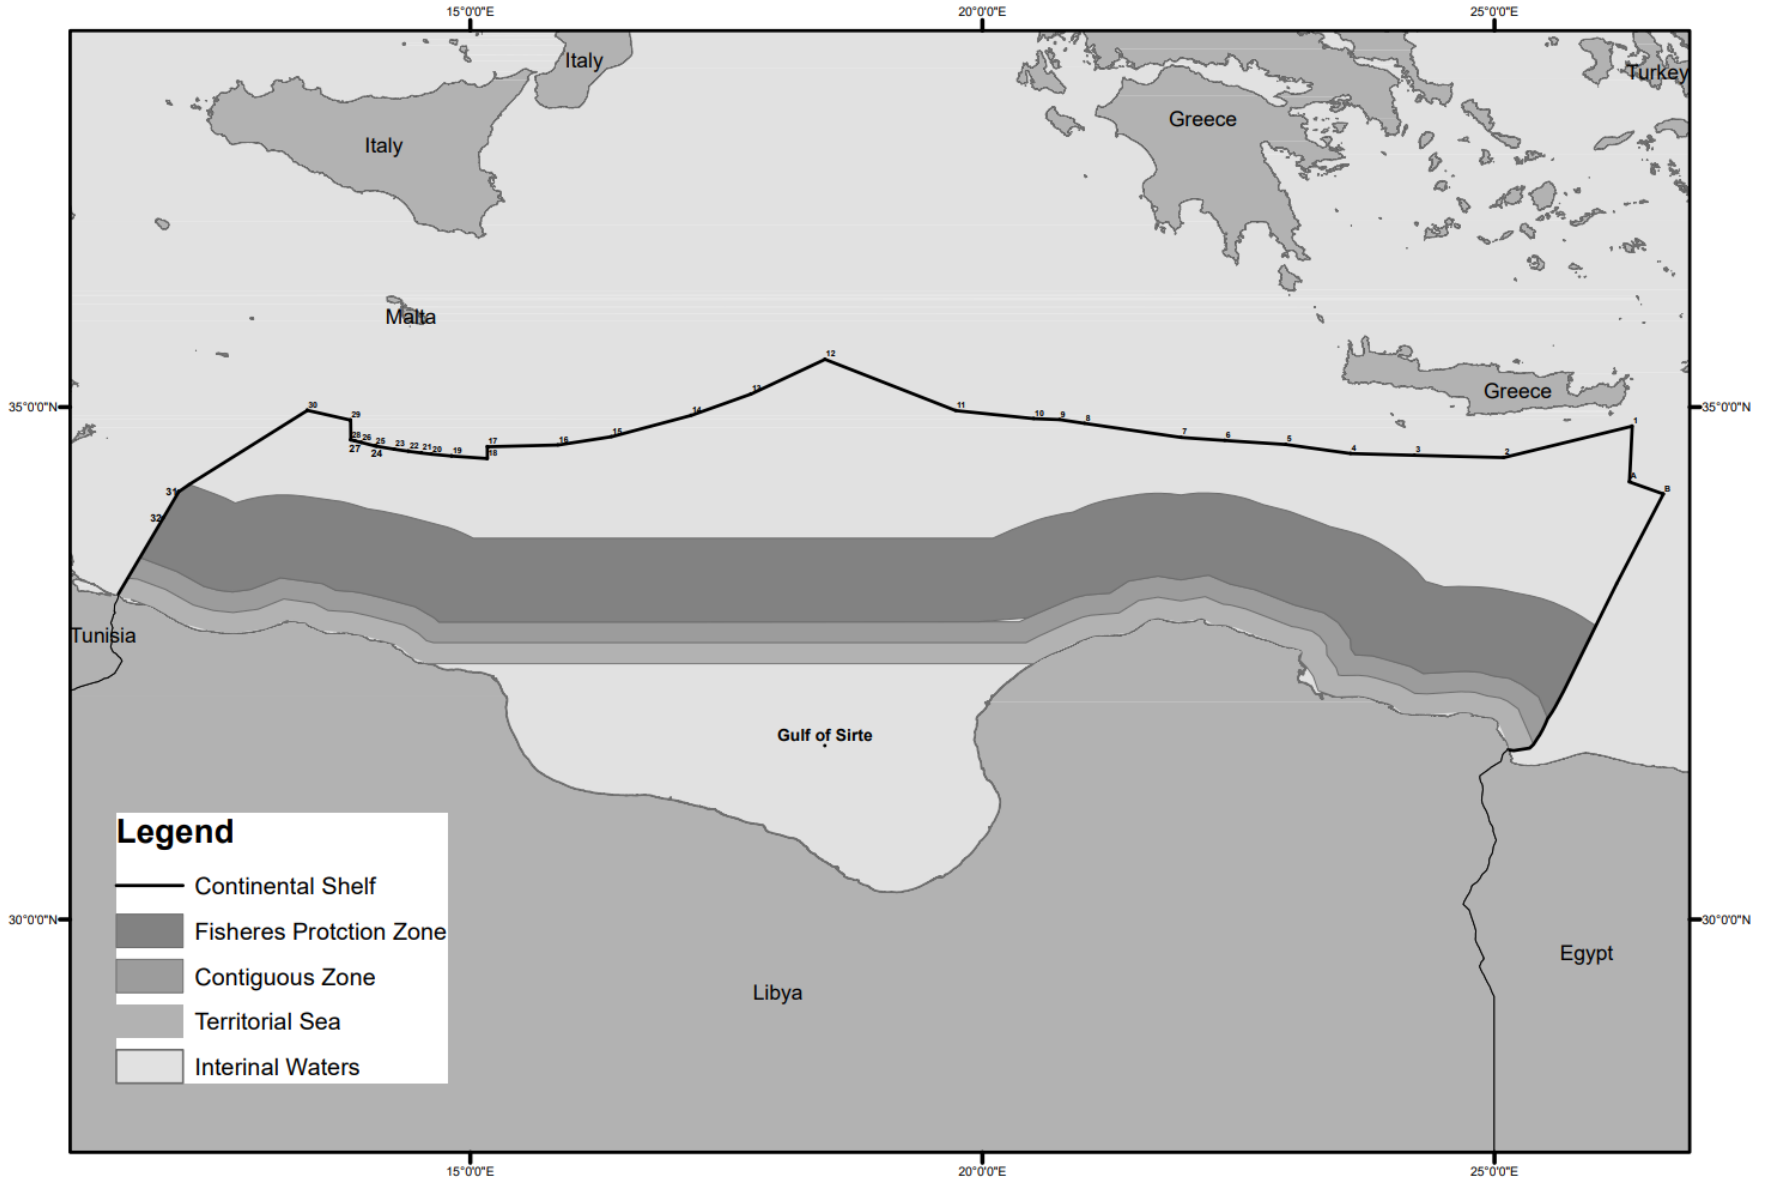 15°0'0"E 20°0'0"E 25°0'0"E
Italy
Turkey
Greece
Italy
Malta
12
13
Greece
35°0'0"N 35°0'0"N
30
11
14
29
10 9
8
1
15
7
28 26 25 23 22 21 20 19
17
16
6
5
27 24
18
4
3
2
A
B
31
32
Tunisia
Gulf of Sirte
Legend
Continental Shelf
Fisheres Protction Zone
Contiguous Zone
Territorial Sea
Interinal Waters
30°0'0"N 30°0'0"N
Egypt
Libya
15°0'0"E 20°0'0"E 25°0'0"E